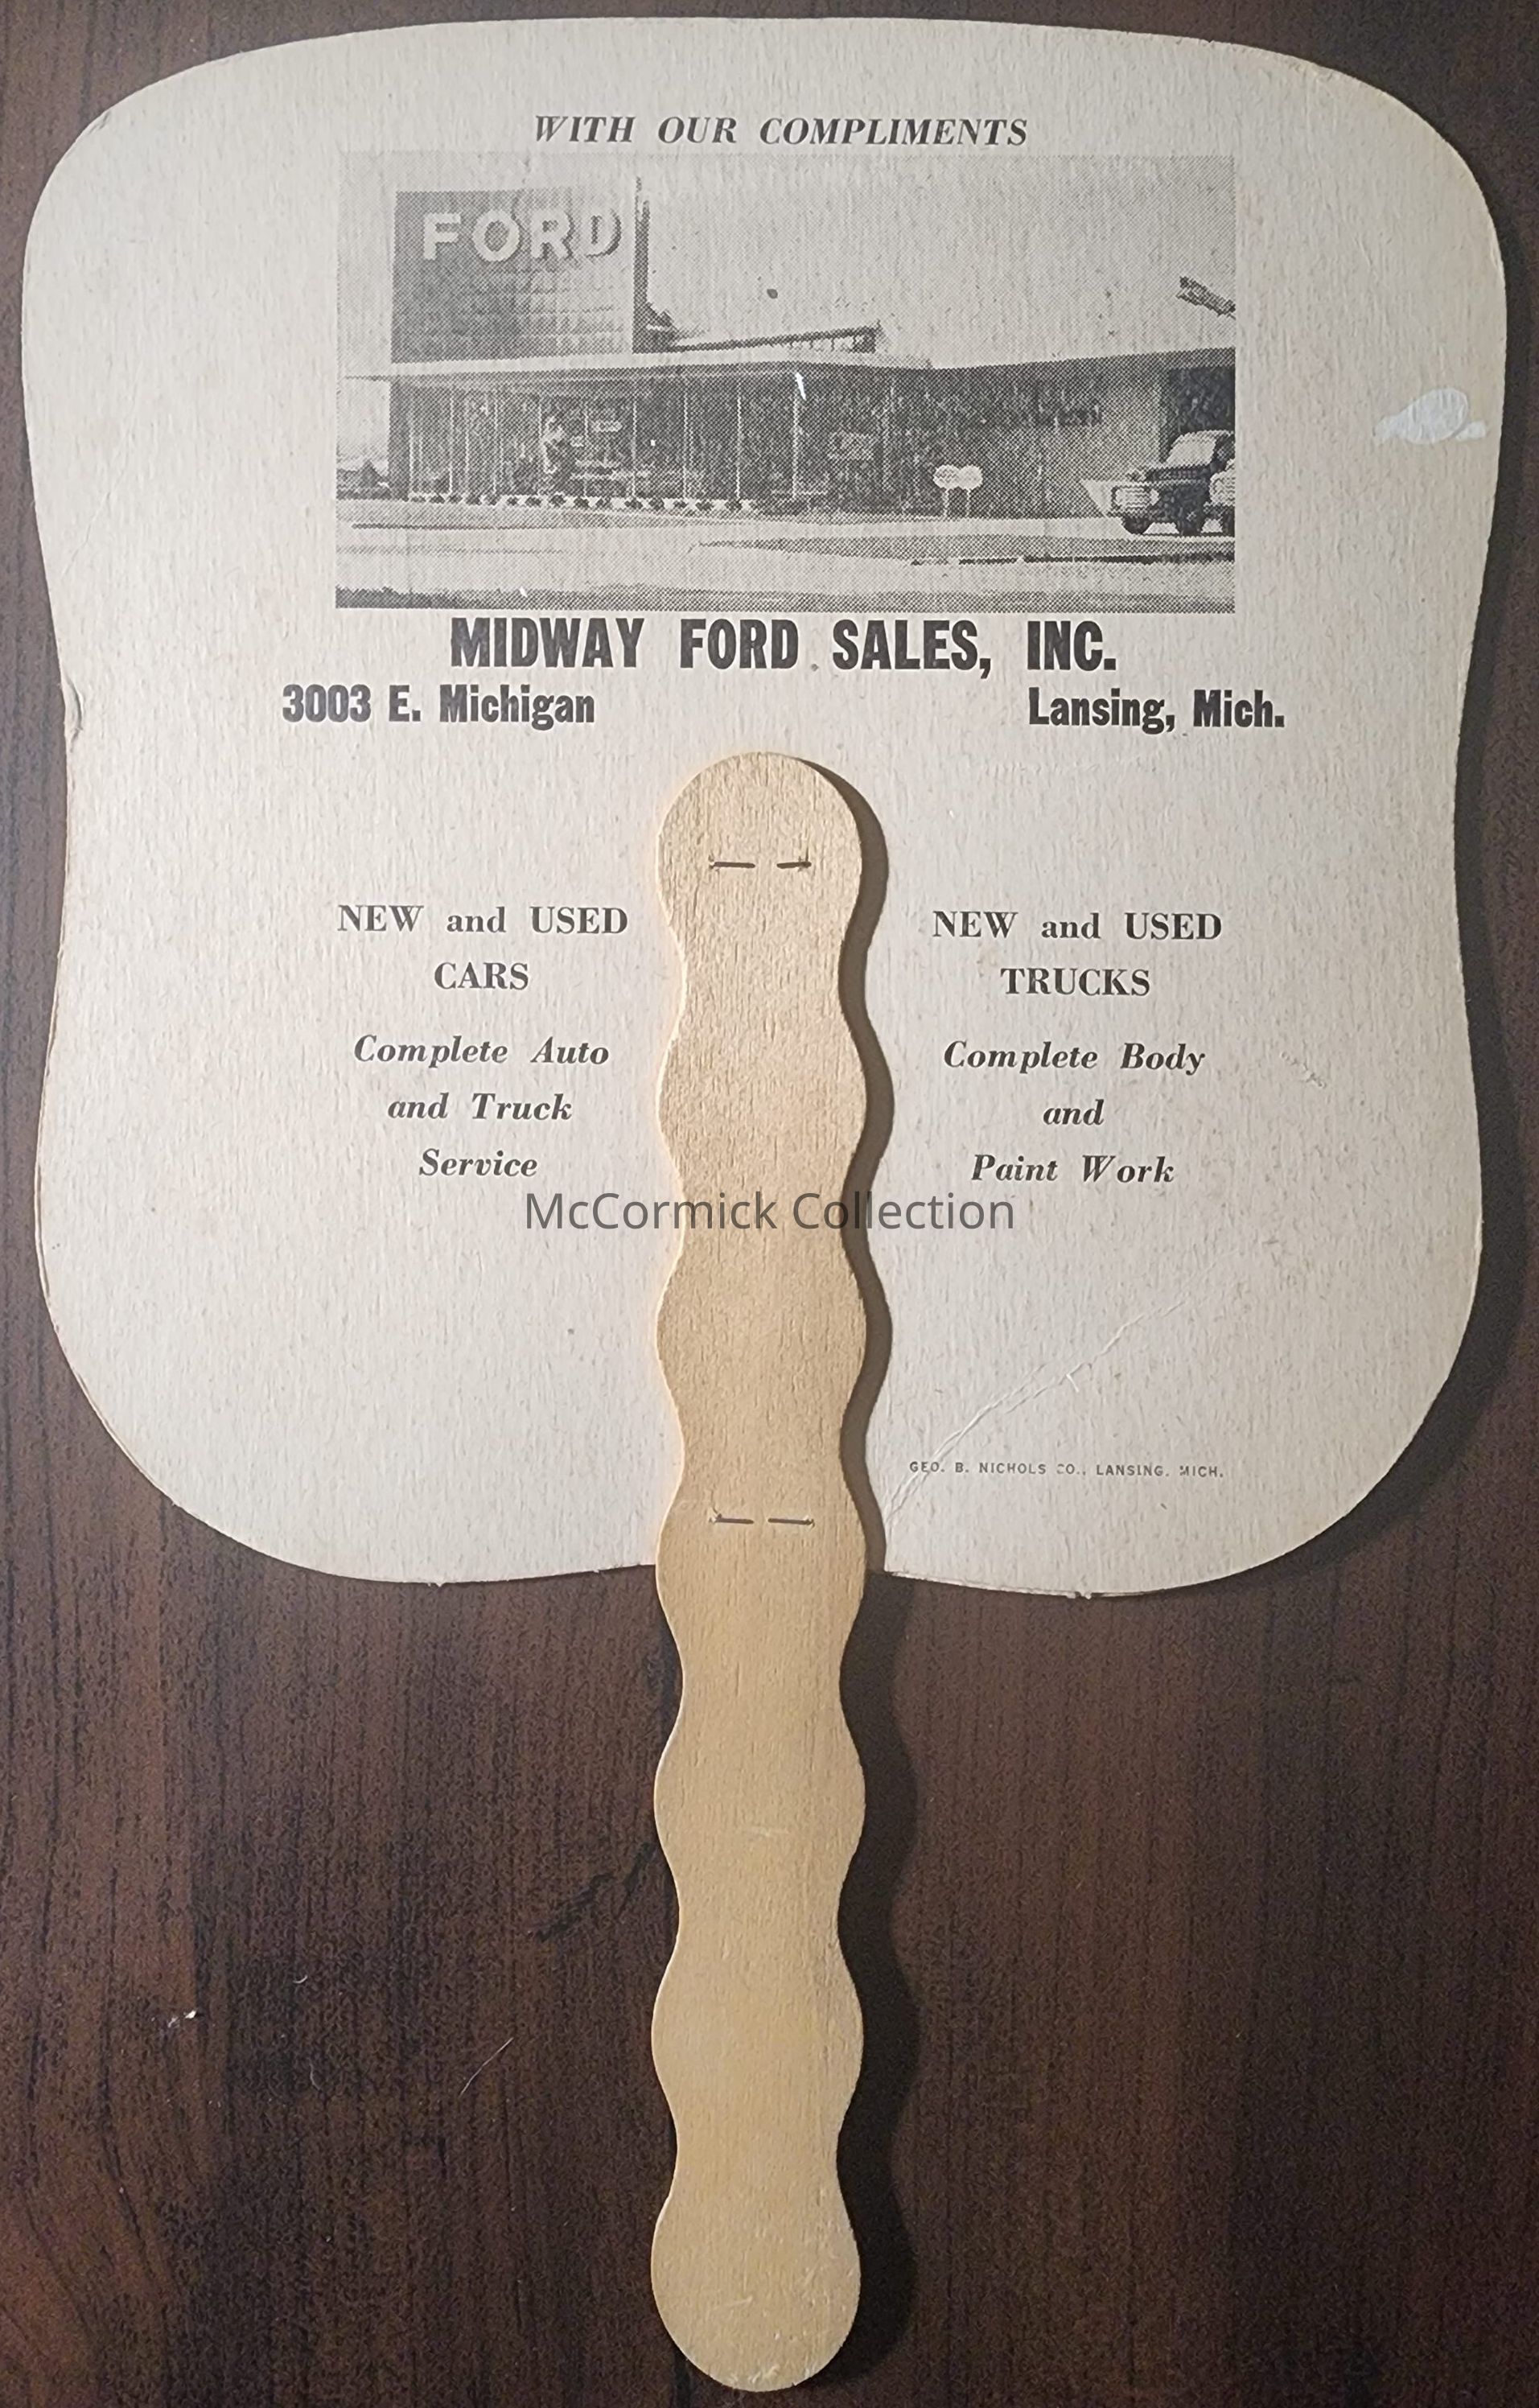 WITH OUR COMPLIMENTS
FORD
MIDWAY FORD SALES, INC.
3003 E. Michigan Lansing, Mich.
NEW and USED
CARS
Complete Auto
and Truck
Service
NEW and USED
TRUCKS
Complete Body
and
Paint Work
McCormick Collection
GEO. B. NICHOLS CO., LANSING, MICH.